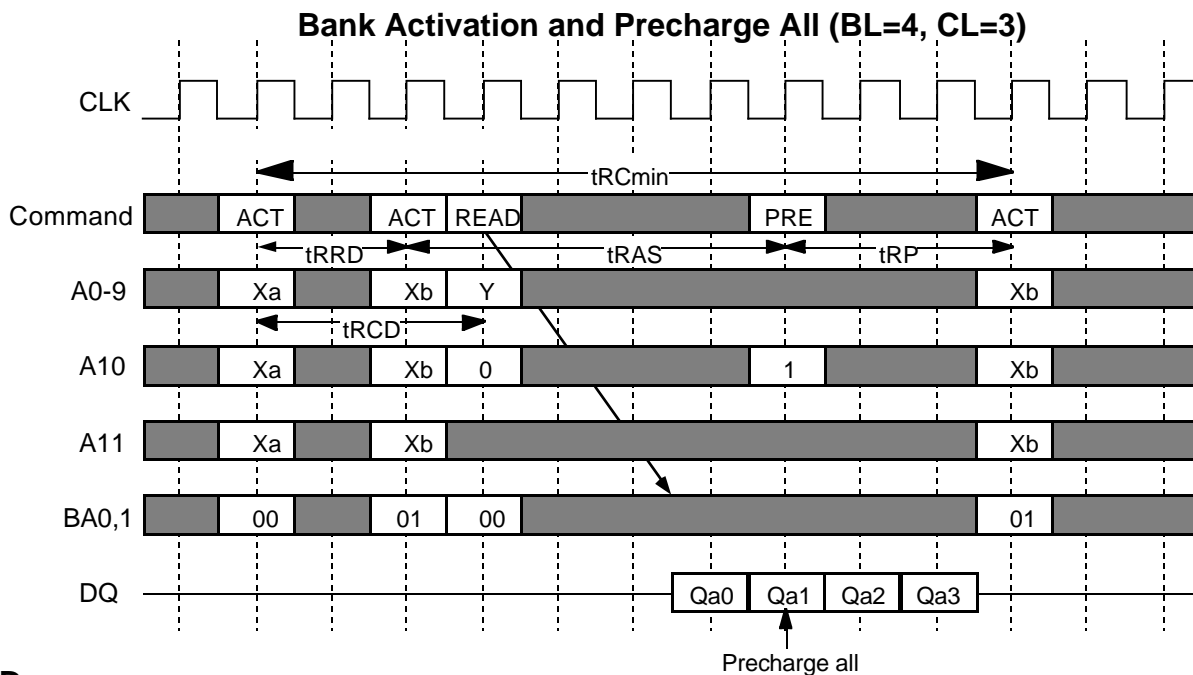 Bank Activation and Precharge All (BL=4, CL=3)
CLK
tRCmin
Command ACT ACT READ PRE ACT
tRRD tRAS tRP
A0-9 Xa Xb Y Xb
tRCD
A10 Xa Xb 0 1 Xb
A11 Xa Xb Xb
BA0,1 00 01 00 01
DQ Qa0 Qa1 Qa2 Qa3
Precharge all